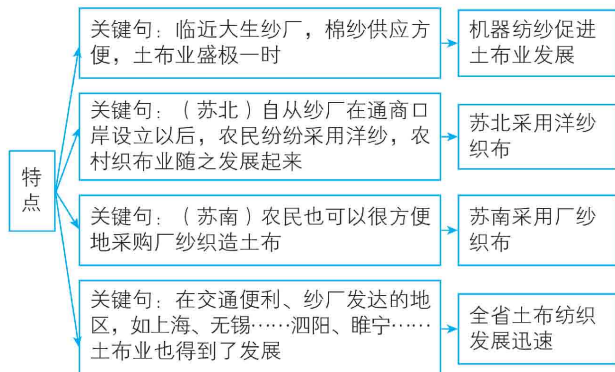 特
点
关键句：临近大生纱厂，棉纱供应方
便，土布业盛极一时
机器纺纱促进
土布业发展
关键句：（苏北）自从纱厂在通商口
岸设立以后，农民纷纷采用洋纱，农
村织布业随之发展起来
苏北采用洋纱
织布
关键句：（苏南）农民也可以很方便
地采购厂纱织造土布
苏南采用厂纱
织布
关键句：在交通便利、纱厂发达的地
区，如上海、无锡……泗阳、睢宁……
土布业也得到了发展
全省土布纺织
发展迅速